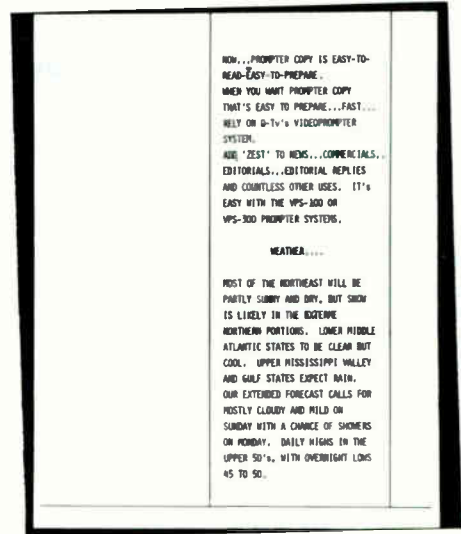 NOW...PROMPTER COPY IS EASY-TO-
READ-EASY-TO-PREPARE.
WHEN YOU WANT PROMPTER COPY
THAT'S EASY TO PREPARE...FAST...
RELY ON Q-Tv's VIDEOPROMPTER
SYSTEM.
ADD 'ZEST' TO NEWS...COMMERCIALS..
EDITORIALS...EDITORIAL REPLIES
AND COUNTLESS OTHER USES. IT's
EASY WITH THE VPS-100 OR
VPS-300 PROMPTER SYSTEMS.
WEATHER....
MOST OF THE NORTHEAST WILL BE
PARTLY SUNNY AND DRY, BUT SNOW
IS LIKELY IN THE EXTREME
NORTHERN PORTIONS. LOWER MIDDLE
ATLANTIC STATES TO BE CLEAR BUT
COOL. UPPER MISSISSIPPI VALLEY
AND GULF STATES EXPECT RAIN.
OUR EXTENDED FORECAST CALLS FOR
MOSTLY CLOUDY AND MILD ON
SUNDAY WITH A CHANCE OF SHOWERS
ON MONDAY. DAILY HIGHS IN THE
UPPER 50's, WITH OVERNIGHT LOWS
45 TO 50.